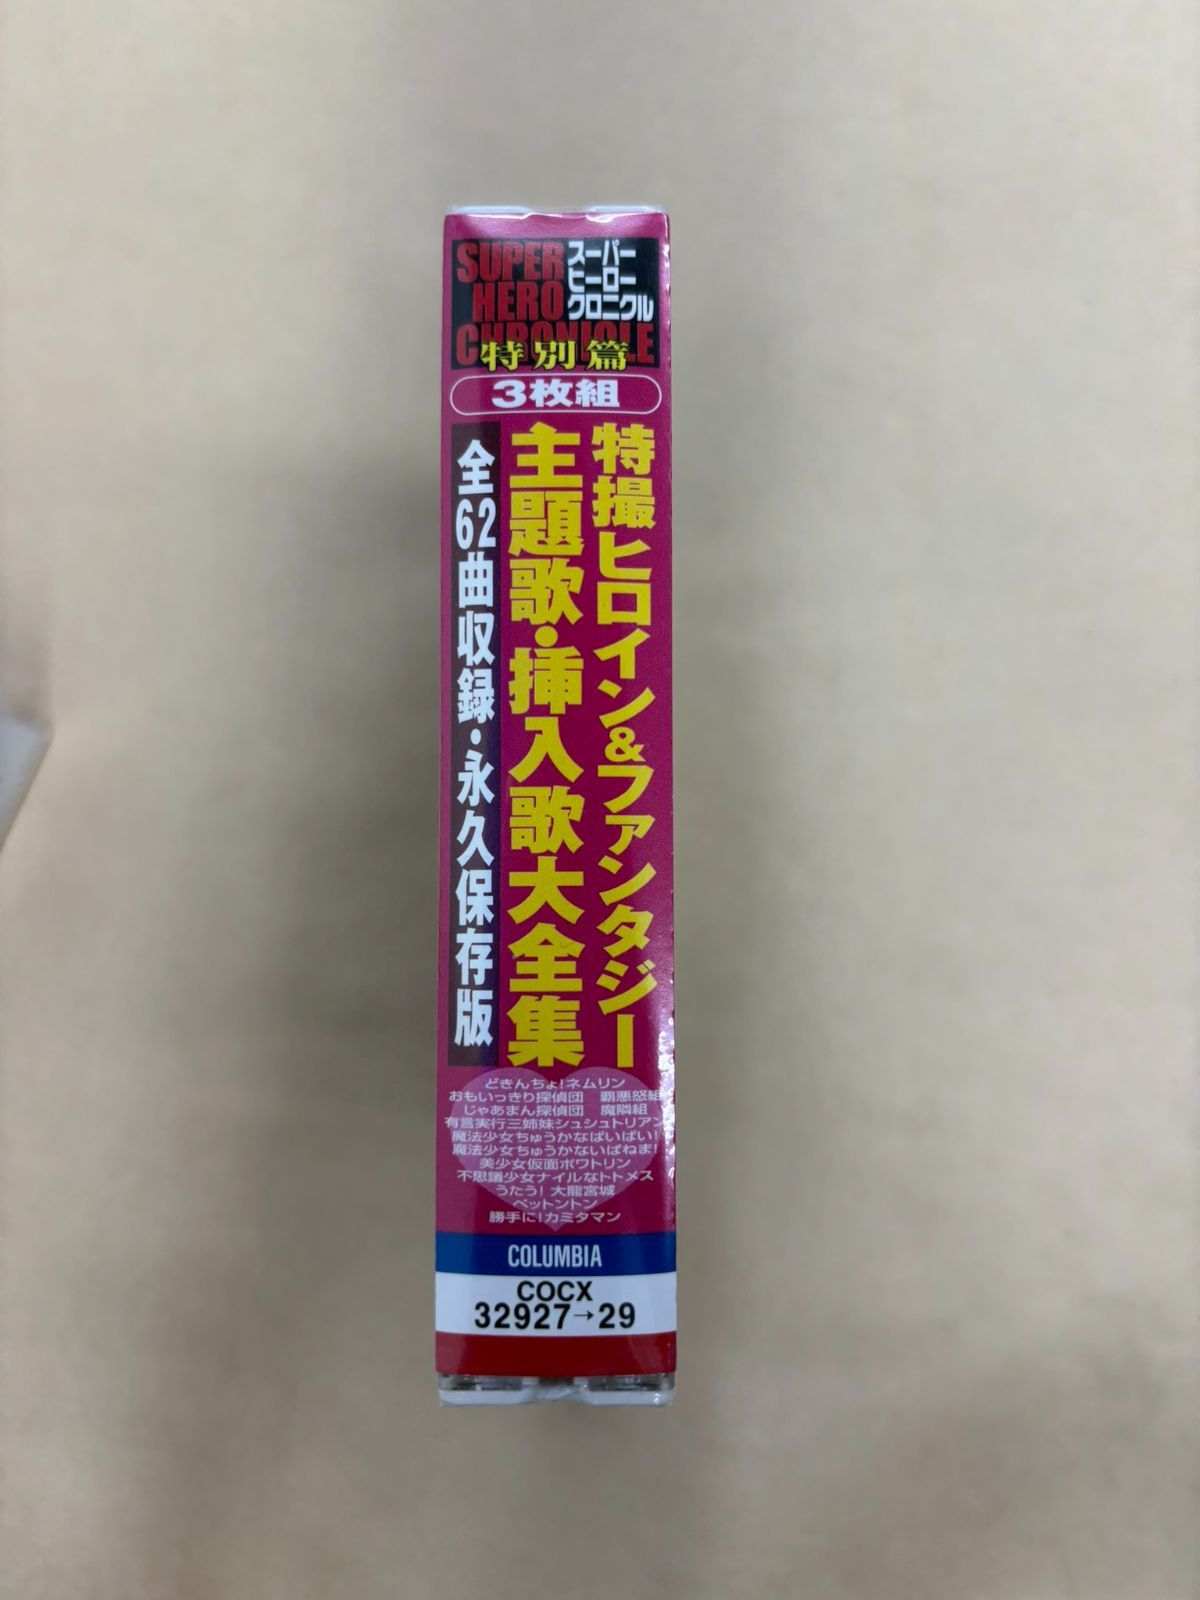 SUPER
HERO
CHRONICLE
スーパー
ヒーロー
クロニクル
特別篇
3枚組
特撮ヒロイン&ファンタジー
主題歌・挿入歌大全集
全62曲収録・永久保存版
どきんちょ!ネムリン
おもいっきり探偵団 覇悪怒組
じゃあまん探偵団 魔隣組
有言実行三姉妹シュシュトリアン
魔法少女ちゅうかなぱいぱい!
魔法少女ちゅうかないぱねま!
美少女仮面ポワトリン
不思議少女ナイルなトトメス
うたう!大龍宮城
ペットントン
勝手に!カミタマン
COLUMBIA
COCX
32927→29